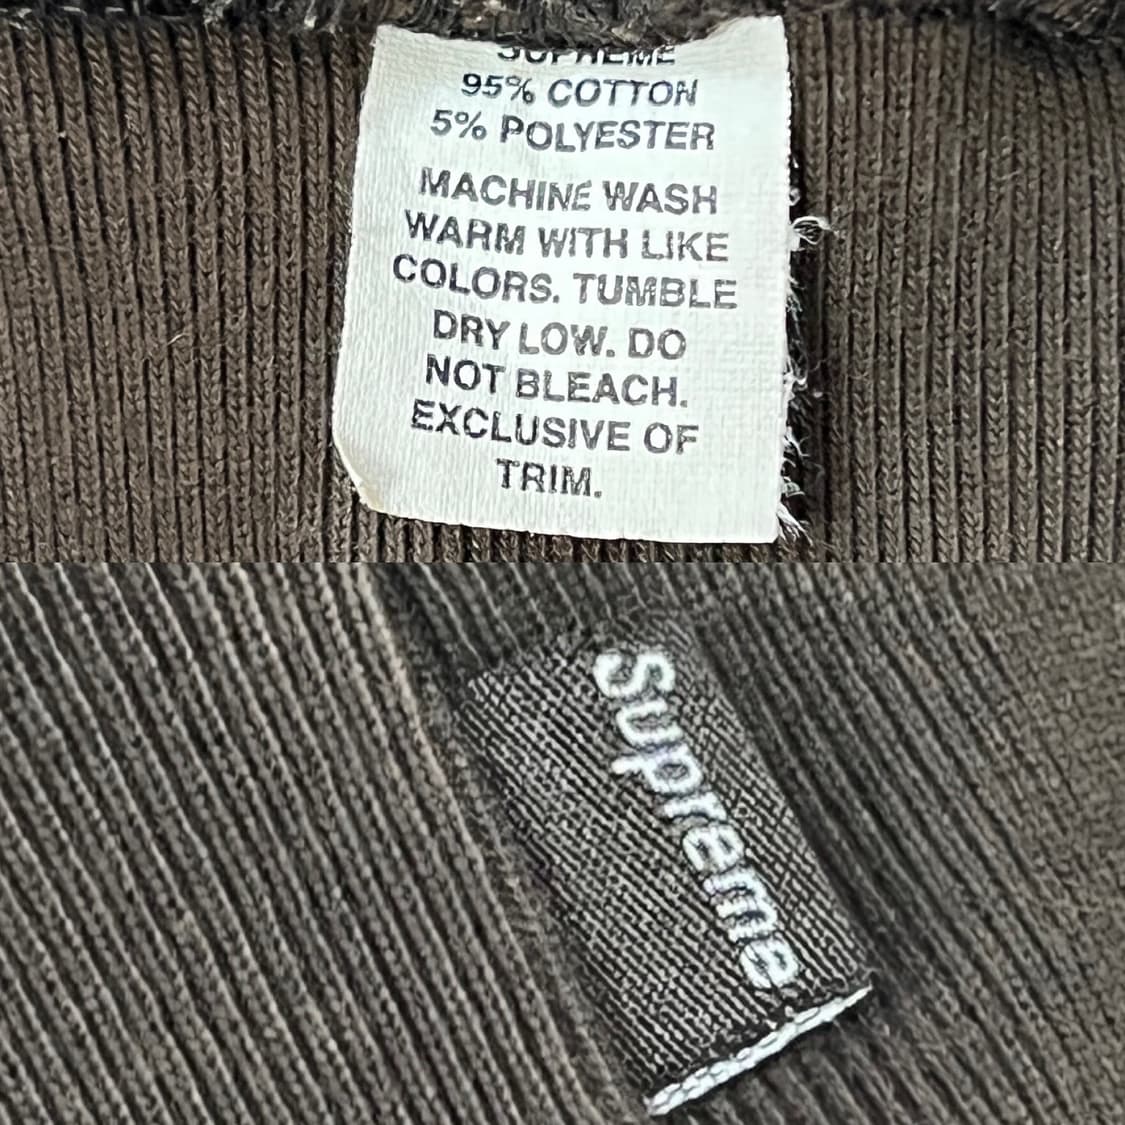 SUPREME
95% COTTON
5% POLYESTER
MACHINE WASH
WARM WITH LIKE
COLORS. TUMBLE
DRY LOW. DO
NOT BLEACH.
EXCLUSIVE OF
TRIM.
Supreme